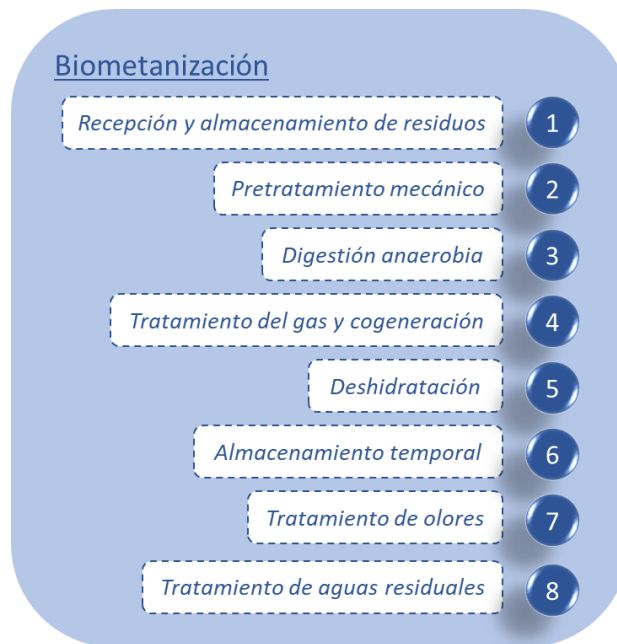 Biometanización
Recepción y almacenamiento de residuos 1
Pretratamiento mecánico 2
Digestión anaerobia 3
Tratamiento del gas y cogeneración 4
Deshidratación 5
Almacenamiento temporal 6
Tratamiento de olores 7
Tratamiento de aguas residuales 8